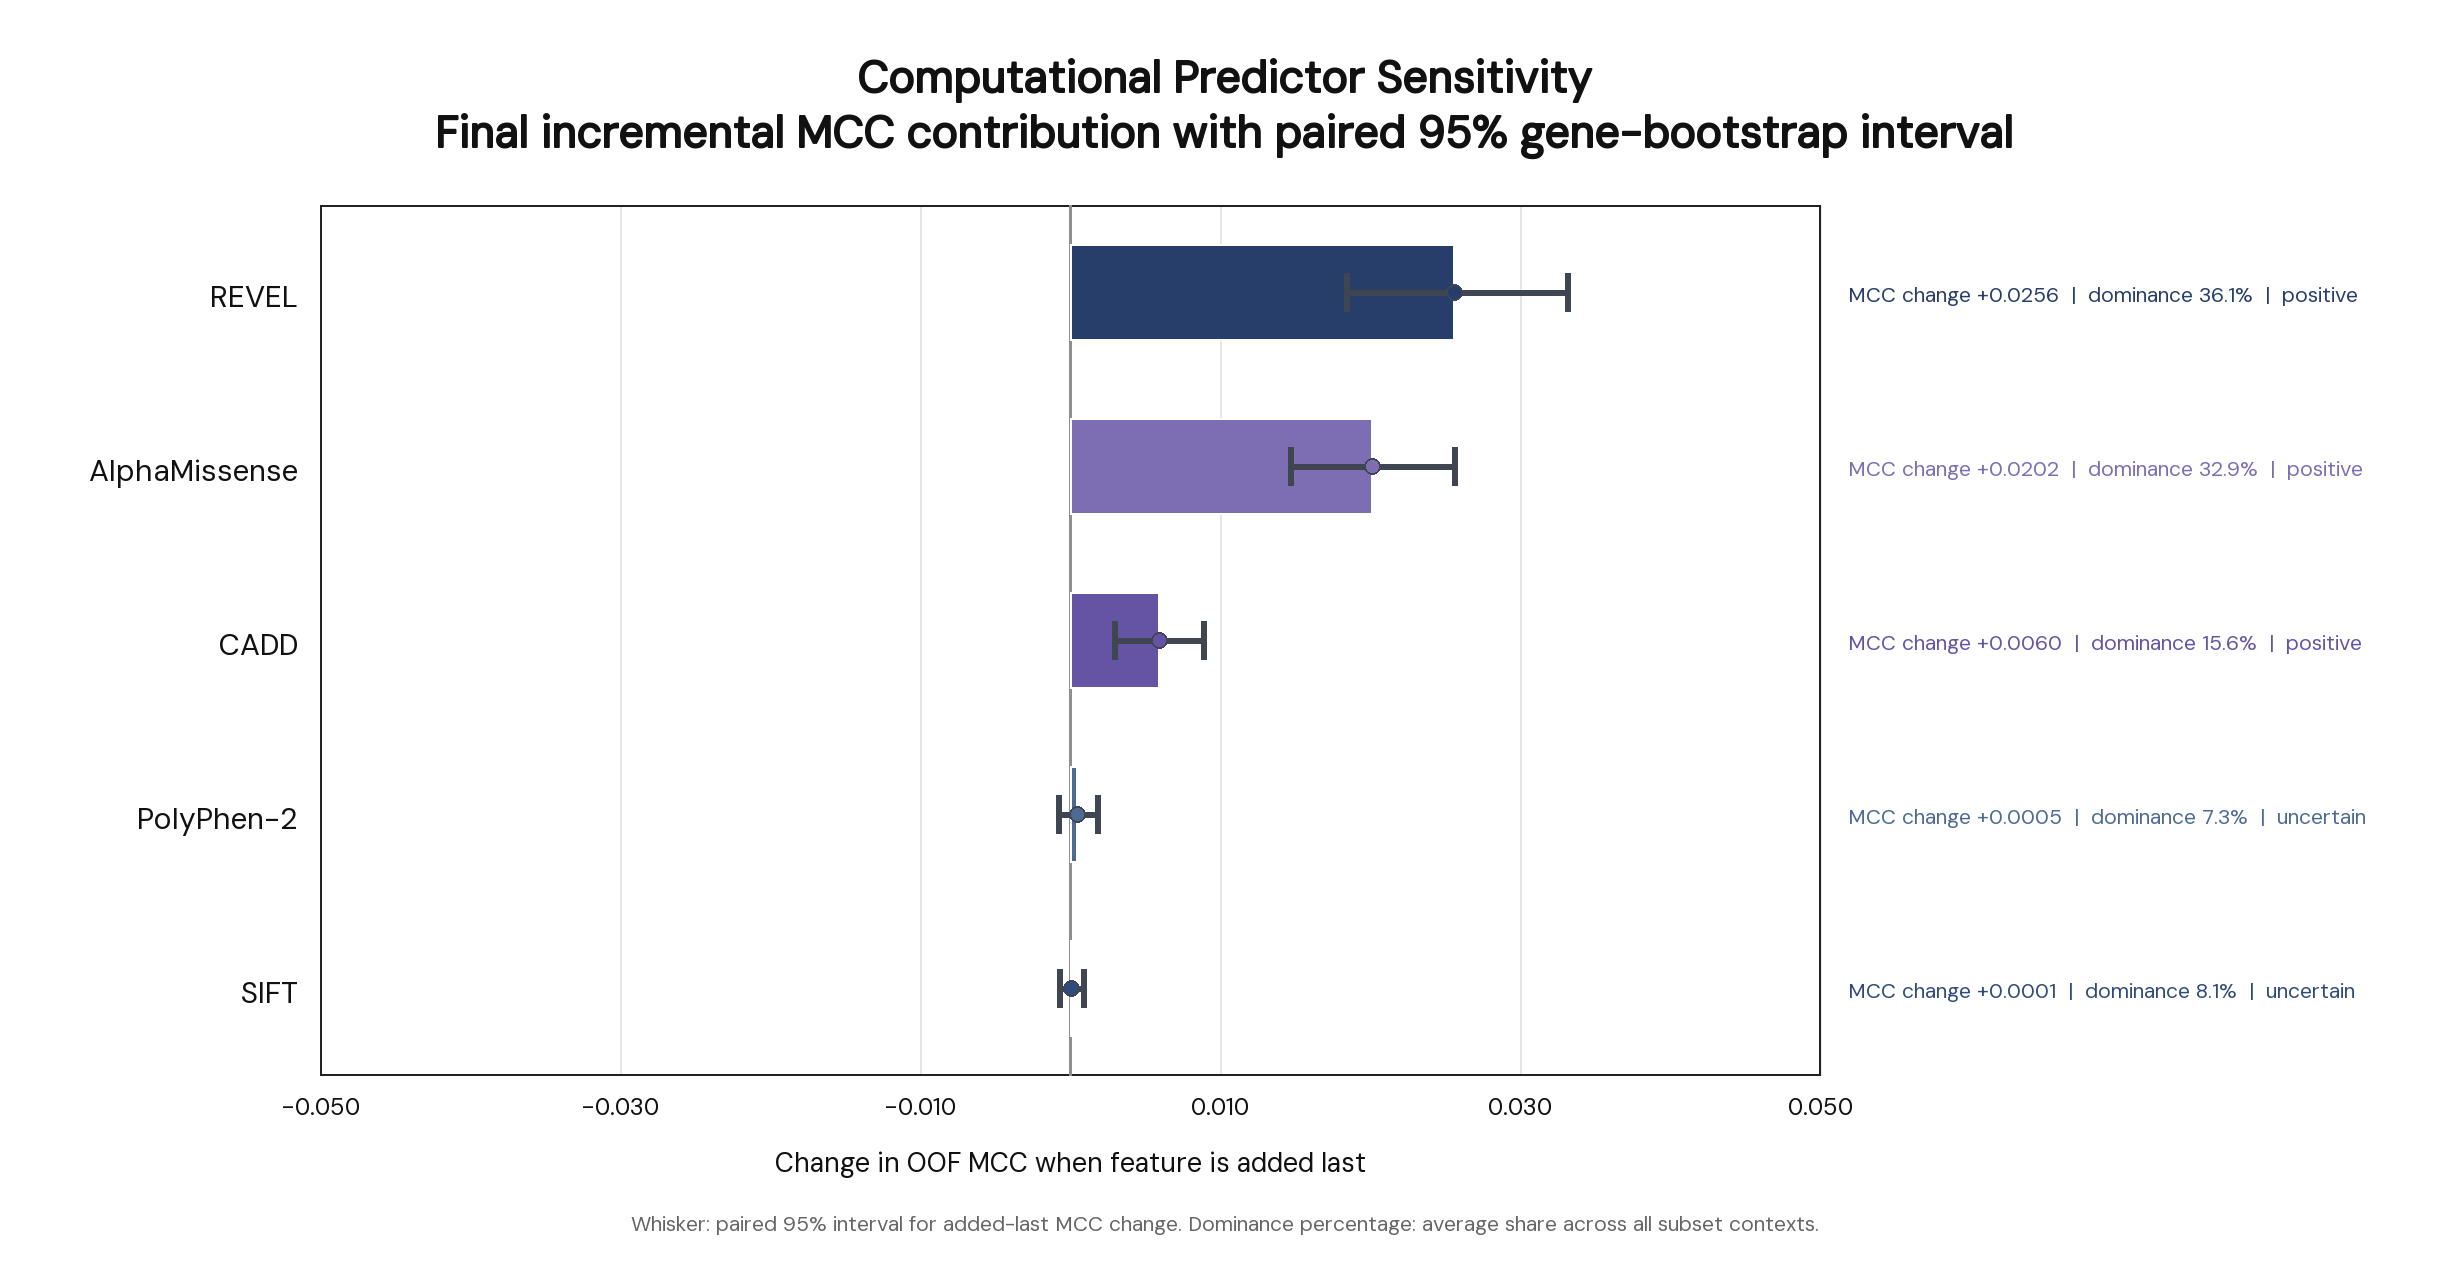 Computational Predictor Sensitivity
Final incremental MCC contribution with paired 95% gene-bootstrap interval
REVEL
MCC change +0.0256 | dominance 36.1% | positive
AlphaMissense
MCC change +0.0202 | dominance 32.9% | positive
CADD
MCC change +0.0060 | dominance 15.6% | positive
PolyPhen-2
MCC change +0.0005 | dominance 7.3% | uncertain
SIFT
MCC change +0.0001 | dominance 8.1% | uncertain
-0.050 -0.030 -0.010 0.010 0.030 0.050
Change in OOF MCC when feature is added last
Whisker: paired 95% interval for added-last MCC change. Dominance percentage: average share across all subset contexts.